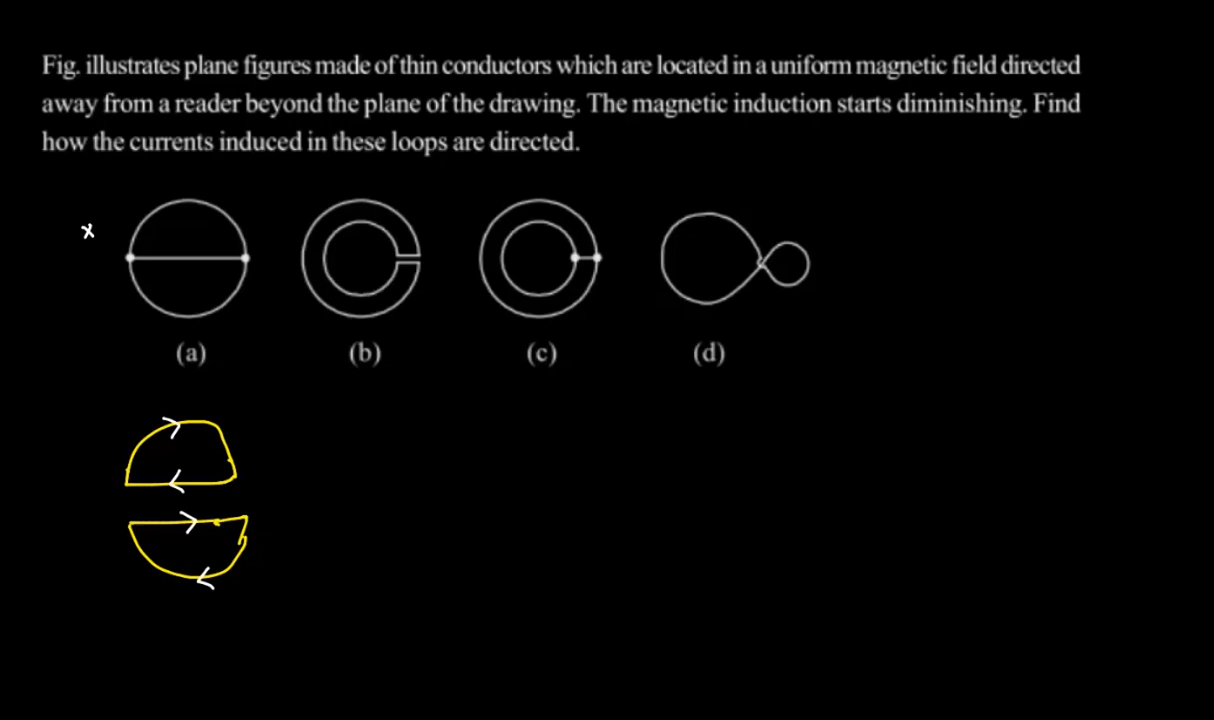 Fig. illustrates plane figures made of thin conductors which are located in a uniform magnetic field directed
away from a reader beyond the plane of the drawing. The magnetic induction starts diminishing. Find
how the currents induced in these loops are directed.
x
(a) (b) (c) (d)